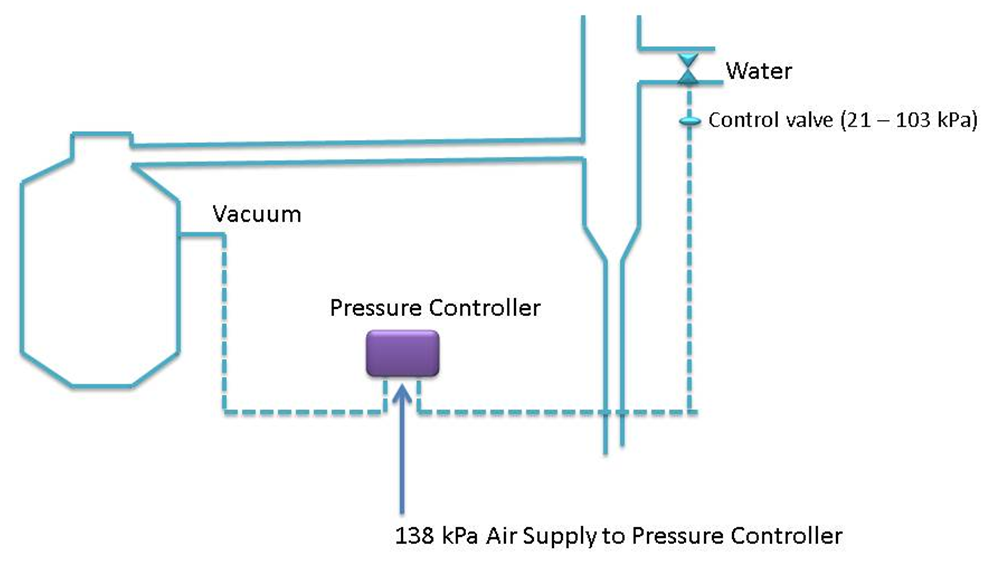 Water
Control valve (21 – 103 kPa)
Vacuum
Pressure Controller
138 kPa Air Supply to Pressure Controller